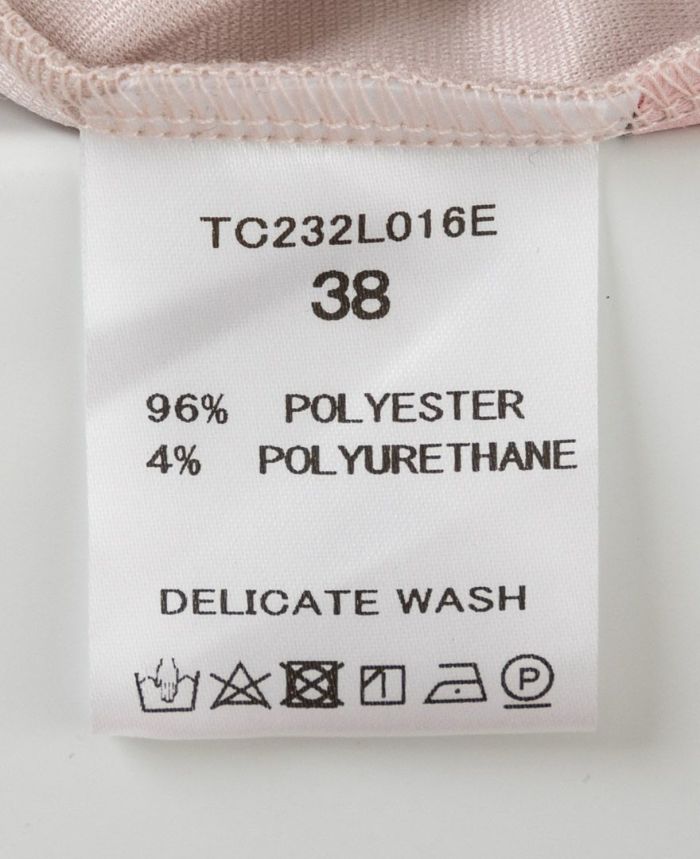 TC232L016E
38
96% POLYESTER
4% POLYURETHANE
DELICATE WASH
P